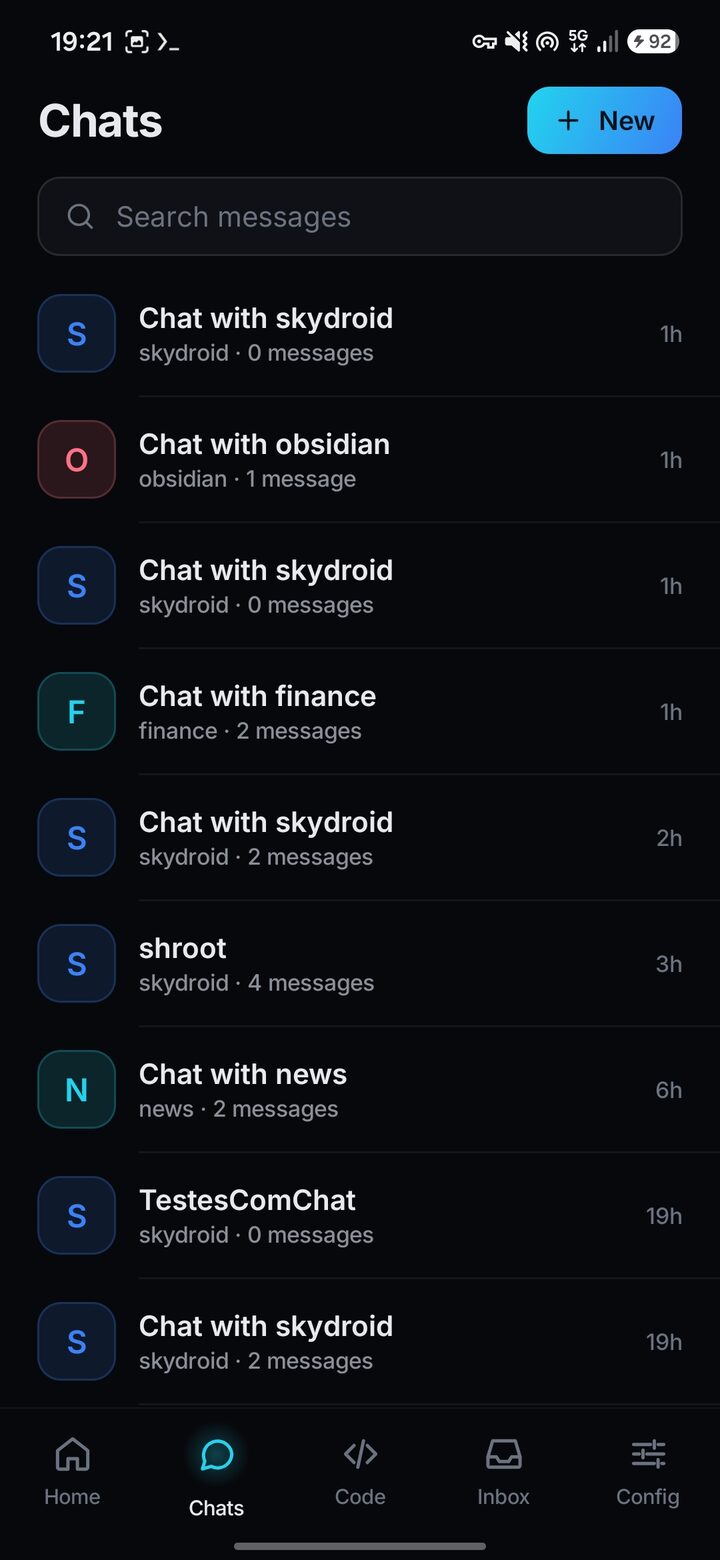 19:21
5G
92
Chats
+ New
Search messages
S
Chat with skydroid
skydroid · 0 messages
1h
O
Chat with obsidian
obsidian · 1 message
1h
S
Chat with skydroid
skydroid · 0 messages
1h
F
Chat with finance
finance · 2 messages
1h
S
Chat with skydroid
skydroid · 2 messages
2h
S
shroot
skydroid · 4 messages
3h
N
Chat with news
news · 2 messages
6h
S
TestesComChat
skydroid · 0 messages
19h
S
Chat with skydroid
skydroid · 2 messages
19h
Home
Chats
Code
Inbox
Config